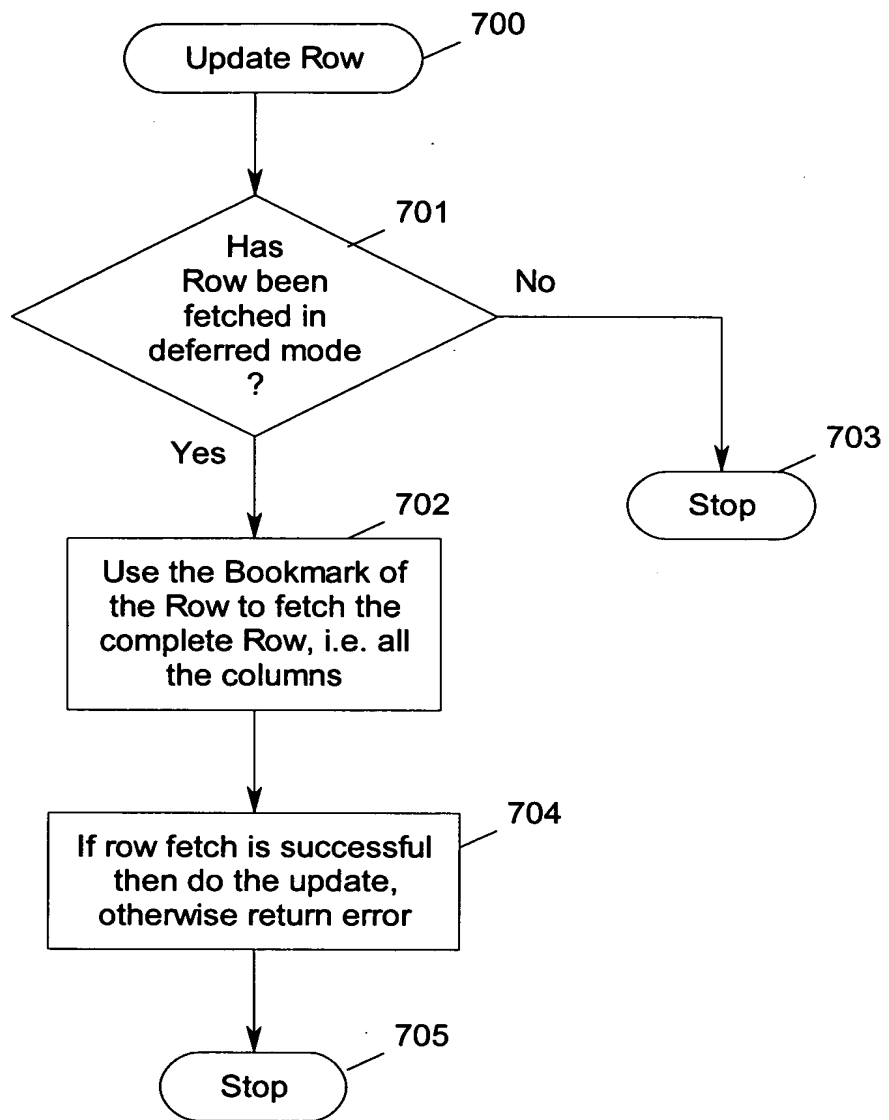 700
Update Row
701
Has
Row been
fetched in
deferred mode
?
No
Yes
703
Stop
702
Use the Bookmark of
the Row to fetch the
complete Row, i.e. all
the columns
704
If row fetch is successful
then do the update,
otherwise return error
705
Stop